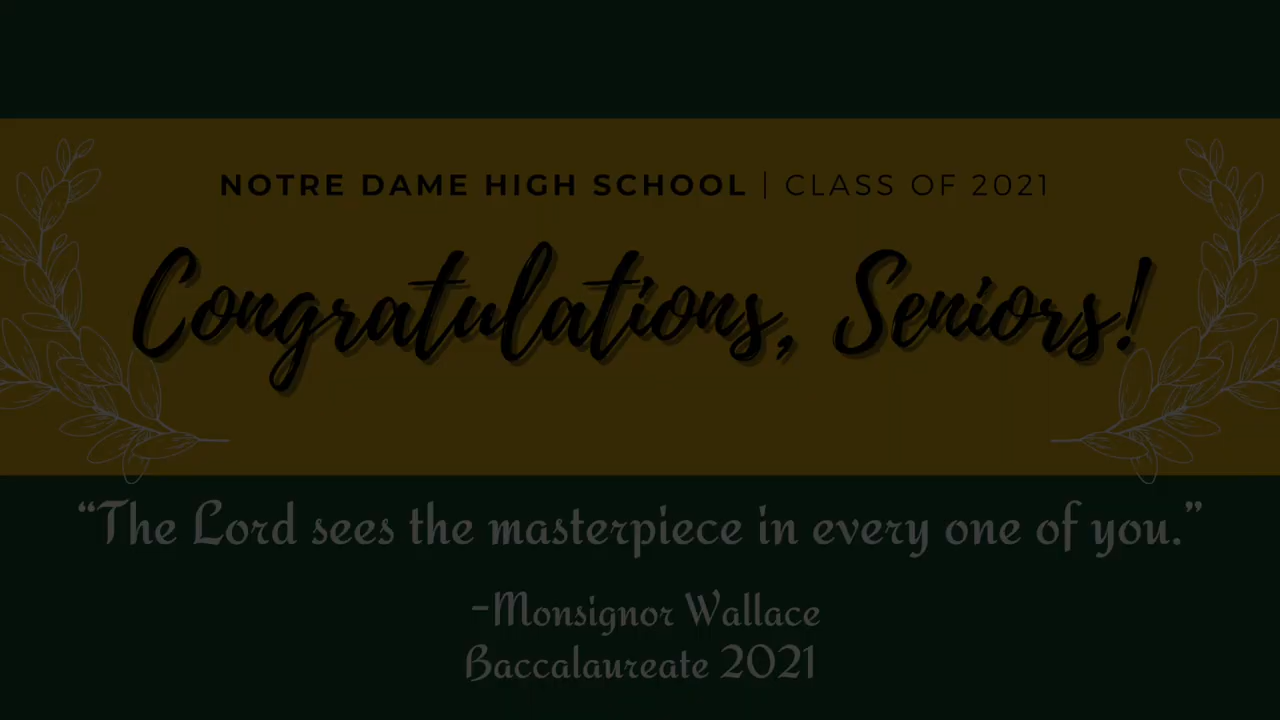 NOTRE DAME HIGH SCHOOL | CLASS OF 2021
Congratulations, Seniors!
“The Lord sees the masterpiece in every one of you.”
-Monsignor Wallace
Baccalaureate 2021